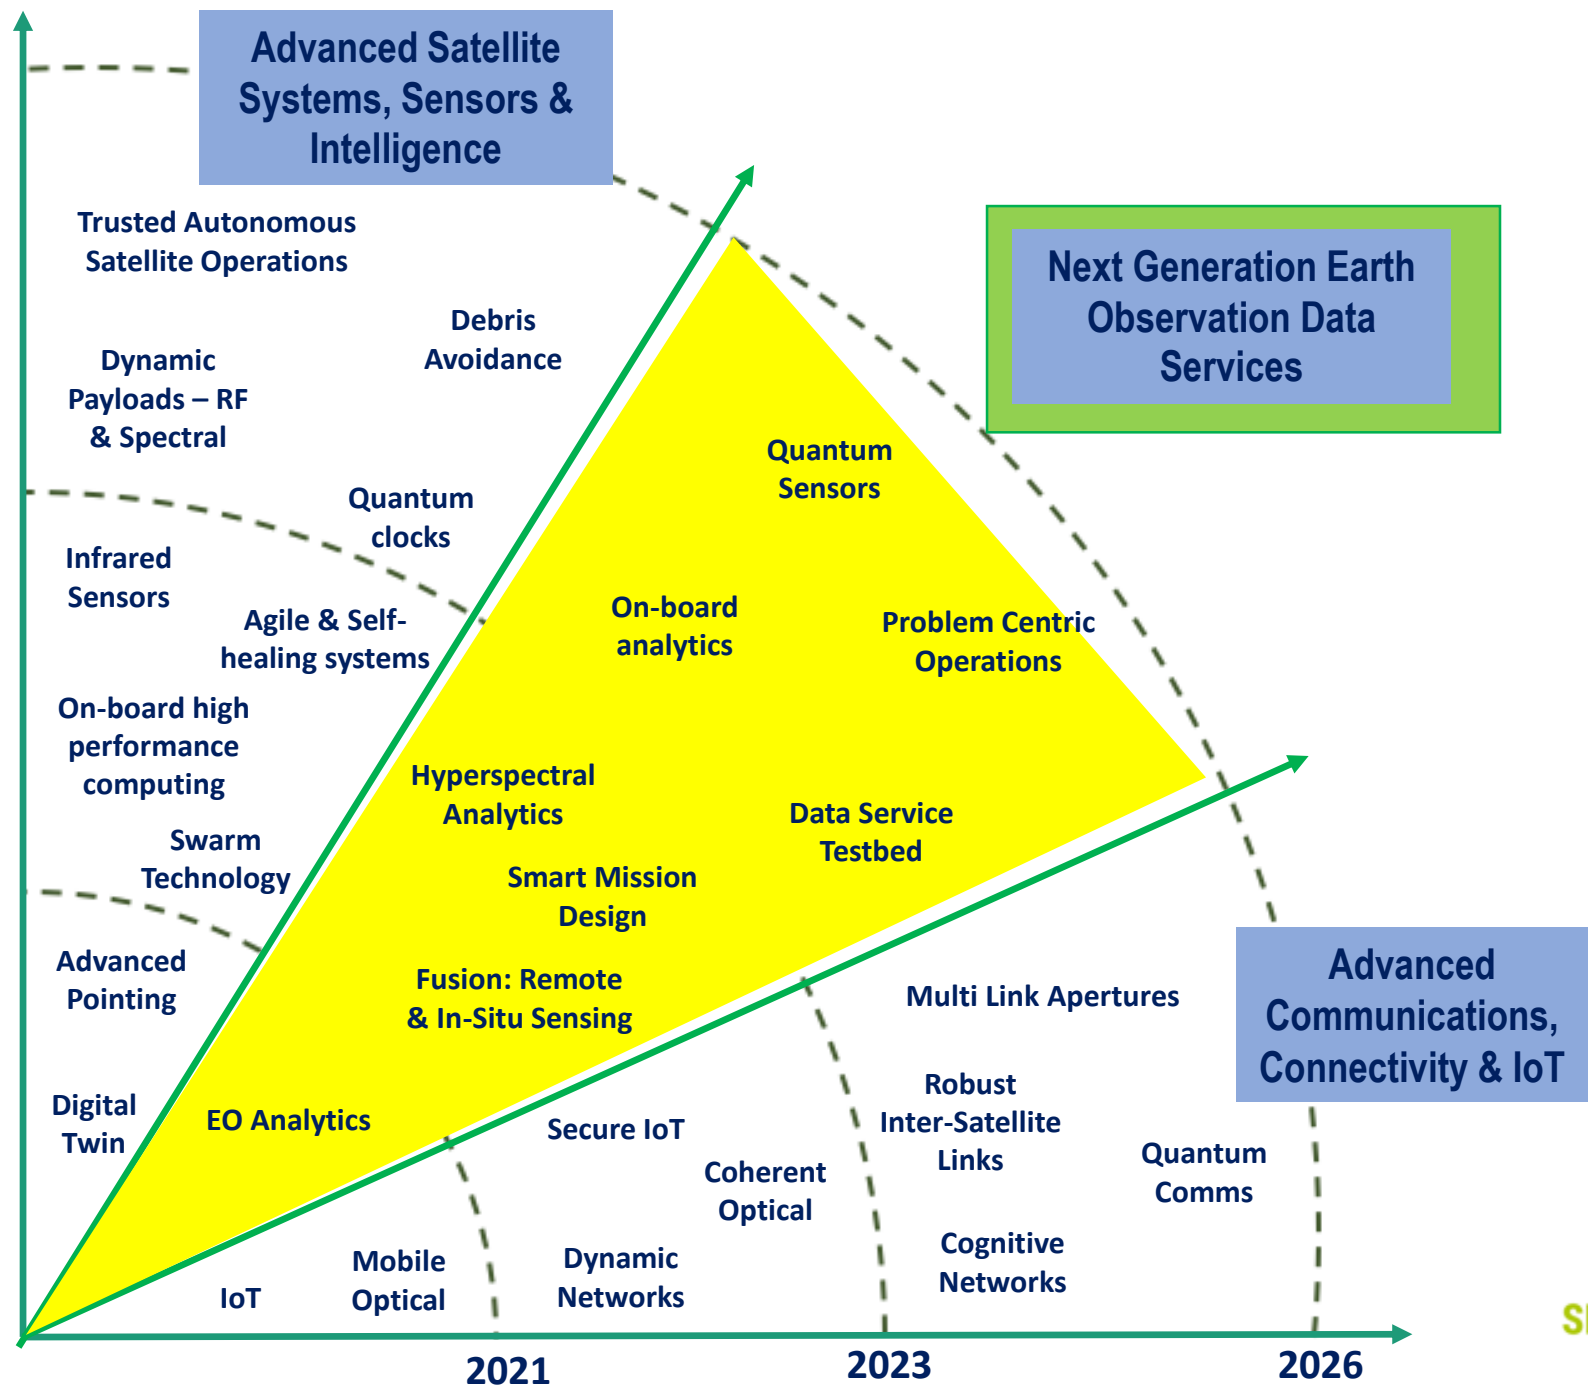 Advanced Satellite
Systems, Sensors &
Intelligence
Trusted Autonomous
Satellite Operations
Debris
Avoidance
Dynamic
Payloads – RF
& Spectral
Quantum
clocks
Infrared
Sensors
Agile & Self-
healing systems
On-board high
performance
computing
Swarm
Technology
Advanced
Pointing
Digital
Twin
Next Generation Earth
Observation Data
Services
Quantum
Sensors
On-board
analytics
Problem Centric
Operations
Hyperspectral
Analytics
Data Service
Testbed
Smart Mission
Design
Fusion: Remote
& In-Situ Sensing
EO Analytics
Advanced
Communications,
Connectivity & IoT
Multi Link Apertures
Robust
Inter-Satellite
Links
Secure IoT
Coherent
Optical
Quantum
Comms
Cognitive
Networks
Dynamic
Networks
Mobile
Optical
IoT
2021
2023
2026